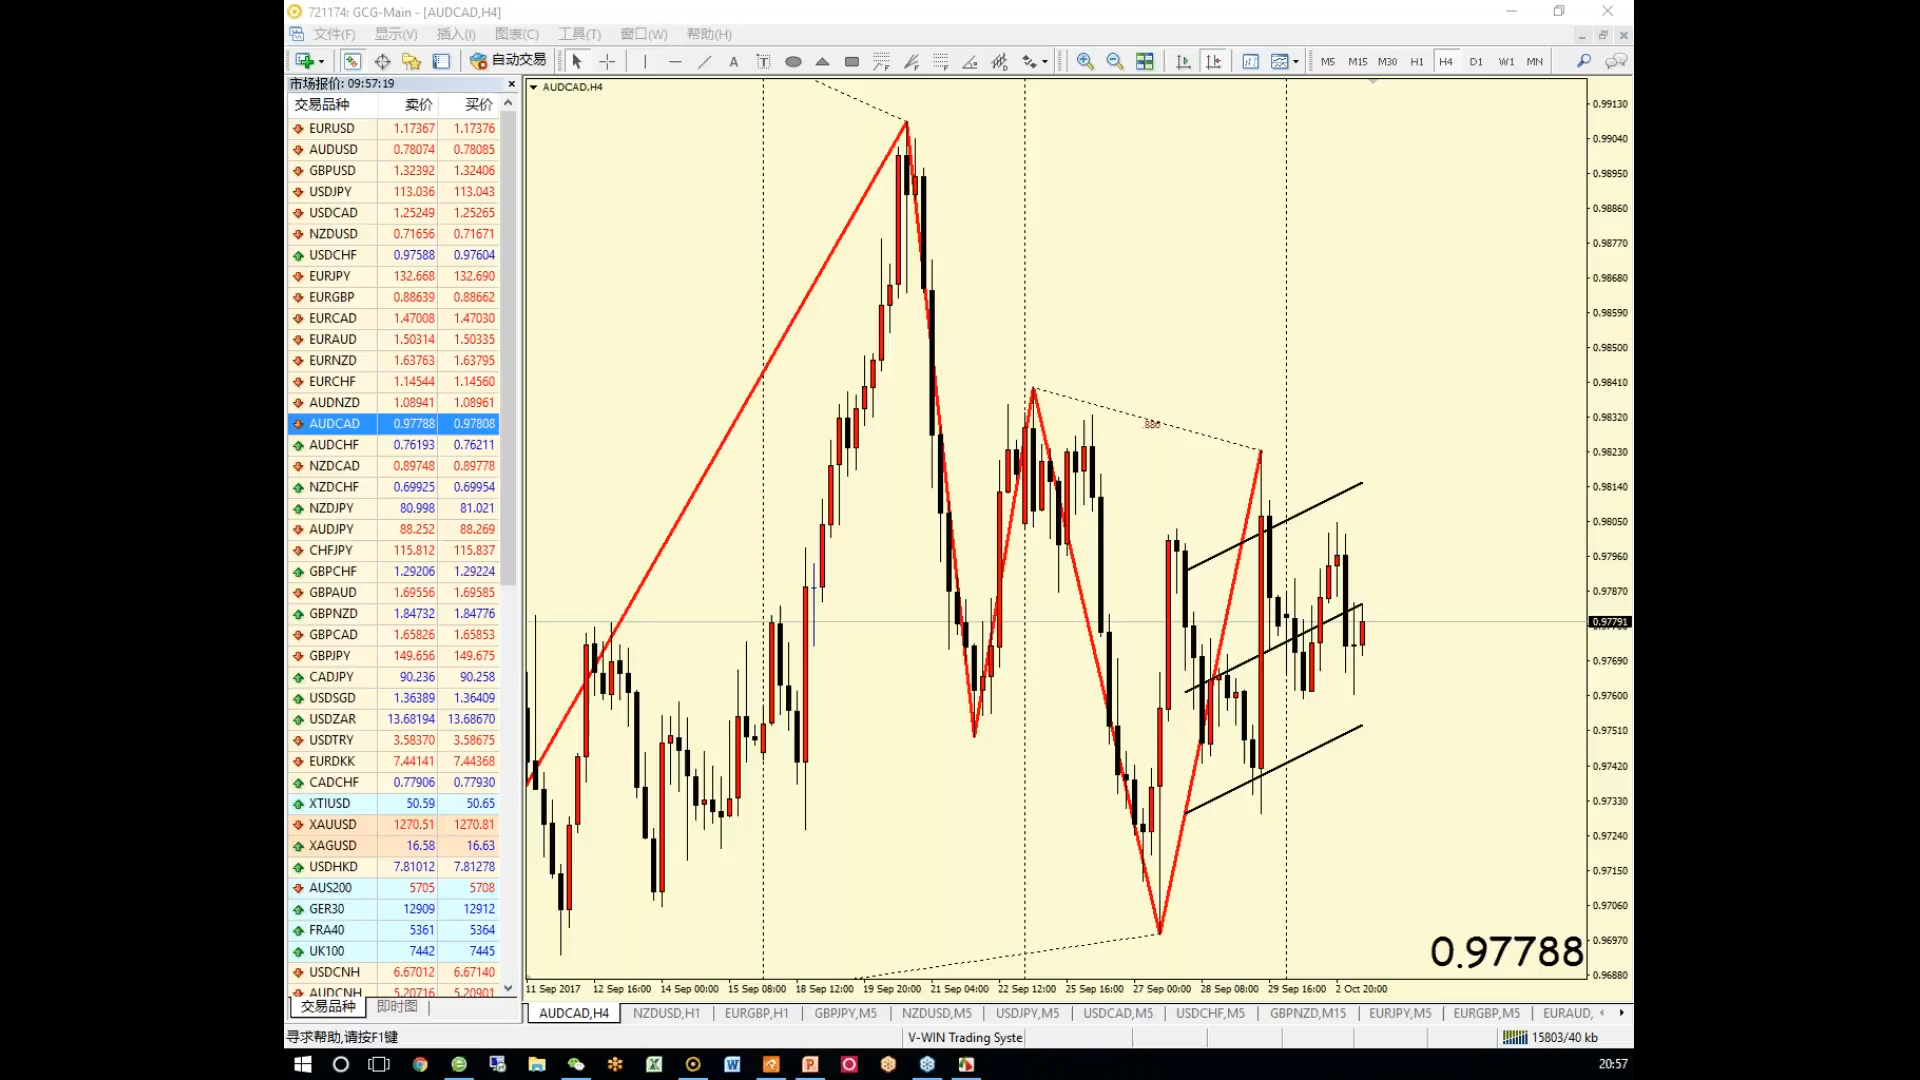 721174: GCG-Main - [AUDCAD,H4]
文件(F) 显示(V) 插入(I) 图表(C) 工具(T) 窗口(W) 帮助(H)
自动交易 A T F F M5 M15 M30 H1 H4 D1 W1 MN
市场报价: 09:57:19
交易品种 卖价 买价
EURUSD 1.17367 1.17376
AUDUSD 0.78074 0.78085
GBPUSD 1.32392 1.32406
USDJPY 113.036 113.043
USDCAD 1.25249 1.25265
NZDUSD 0.71656 0.71671
USDCHF 0.97588 0.97604
EURJPY 132.668 132.690
EURGBP 0.88639 0.88662
EURCAD 1.47008 1.47030
EURAUD 1.50314 1.50335
EURNZD 1.63763 1.63795
EURCHF 1.14544 1.14560
AUDNZD 1.08941 1.08961
AUDCAD 0.97788 0.97808
AUDCHF 0.76193 0.76211
NZDCAD 0.89748 0.89778
NZDCHF 0.69925 0.69954
NZDJPY 80.998 81.021
AUDJPY 88.252 88.269
CHFJPY 115.812 115.837
GBPCHF 1.29206 1.29224
GBPAUD 1.69556 1.69585
GBPNZD 1.84732 1.84776
GBPCAD 1.65826 1.65853
GBPJPY 149.656 149.675
CADJPY 90.236 90.258
USDSGD 1.36389 1.36409
USDZAR 13.68194 13.68670
USDTRY 3.58370 3.58675
EURDKK 7.44141 7.44368
CADCHF 0.77906 0.77930
XTIUSD 50.59 50.65
XAUUSD 1270.51 1270.81
XAGUSD 16.58 16.63
USDHKD 7.81012 7.81278
AUS200 5705 5708
GER30 12909 12912
FRA40 5361 5364
UK100 7442 7445
USDCNH 6.67012 6.67140
AUDCNH 5.20716 5.20901
交易品种 即时图
AUDCAD,H4
.886
0.99130
0.99040
0.98950
0.98860
0.98770
0.98680
0.98590
0.98500
0.98410
0.98320
0.98230
0.98140
0.98050
0.97960
0.97870
0.97791
0.97690
0.97600
0.97510
0.97420
0.97330
0.97240
0.97150
0.97060
0.96970
0.96880
0.97788
11 Sep 2017 12 Sep 16:00 14 Sep 00:00 15 Sep 08:00 18 Sep 12:00 19 Sep 20:00 21 Sep 04:00 22 Sep 12:00 25 Sep 16:00 27 Sep 00:00 28 Sep 08:00 29 Sep 16:00 2 Oct 20:00
AUDCAD,H4 NZDUSD,H1 EURGBP,H1 GBPJPY,M5 NZDUSD,M5 USDJPY,M5 USDCAD,M5 USDCHF,M5 GBPNZD,M15 EURJPY,M5 EURGBP,M5 EURAUD,
寻求帮助,请按F1键 V-WIN Trading Syste 15803/40 kb
20:57